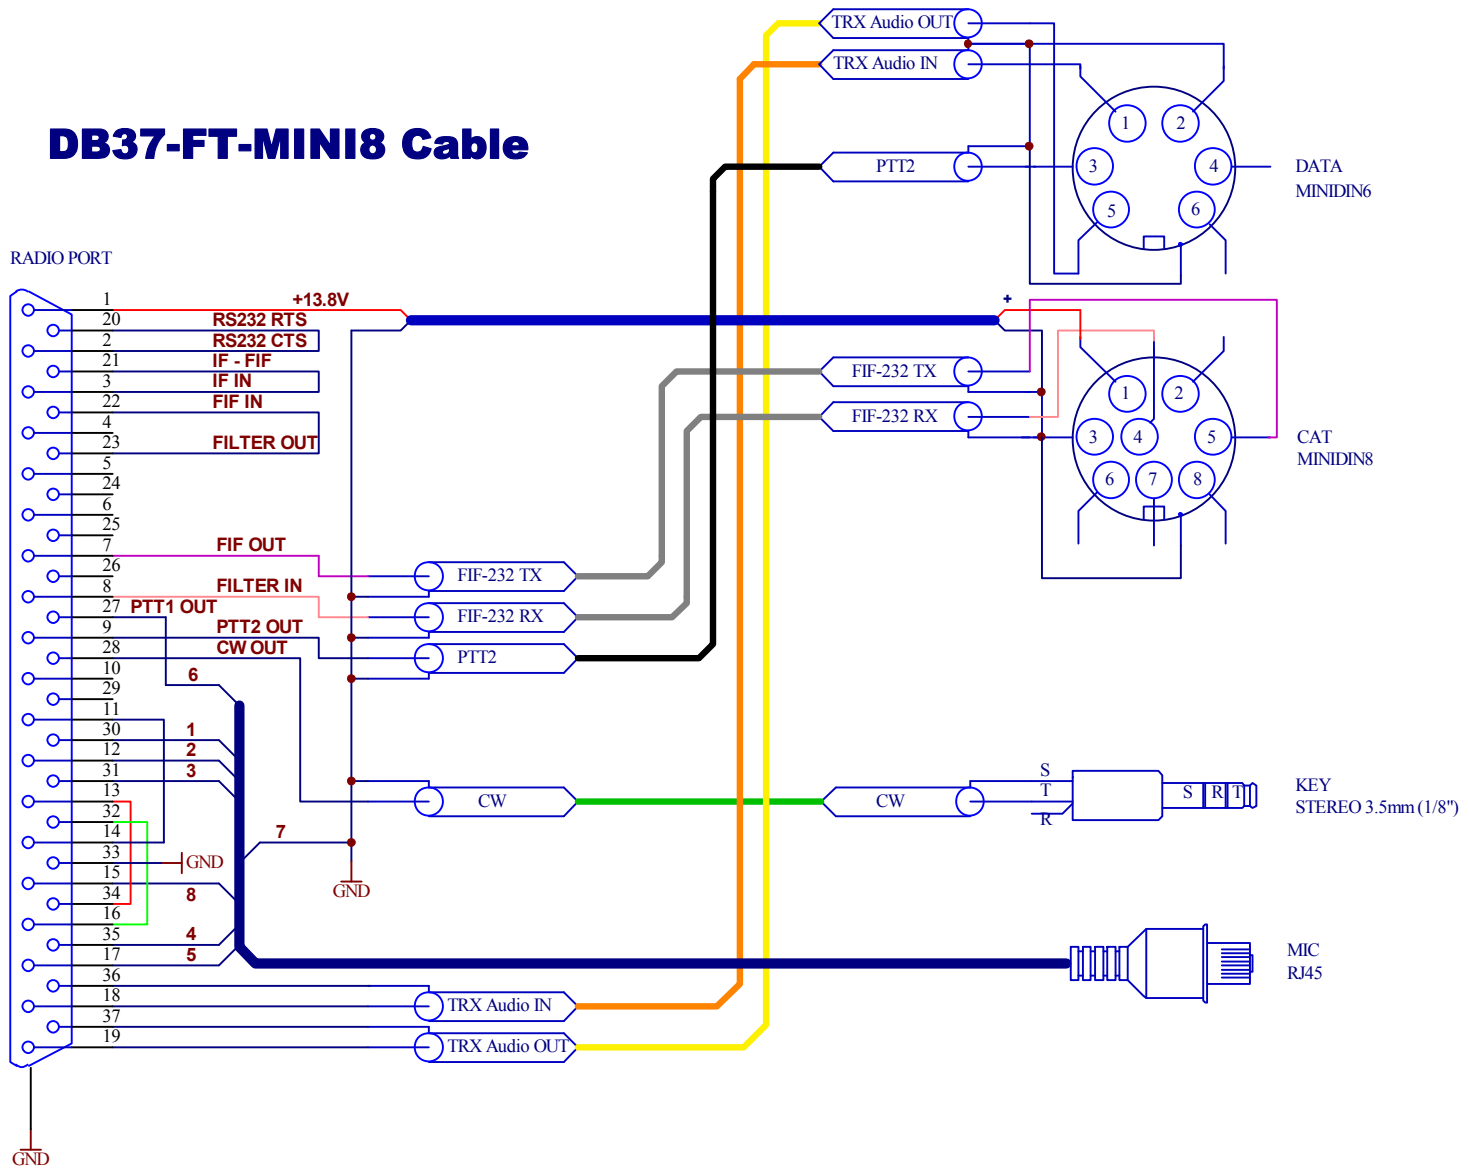 DB37-FT-MINI8 Cable
TRX Audio OUT
TRX Audio IN
PTT2
1
2
3
4
5
6
DATA
MINIDIN6
RADIO PORT
1
+13.8V
20
RS232 RTS
2
RS232 CTS
21
IF - FIF
3
IF IN
22
FIF IN
4
23
FILTER OUT
5
24
6
25
7
FIF OUT
26
8
FILTER IN
27
PTT1 OUT
9
PTT2 OUT
28
CW OUT
10
29
11
30
12
31
13
32
14
33
GND
15
34
16
35
17
36
18
37
19
GND
6
1
2
3
7
8
4
5
GND
FIF-232 TX
FIF-232 RX
PTT2
CW
TRX Audio IN
TRX Audio OUT
+
FIF-232 TX
FIF-232 RX
1
2
3
4
5
6
7
8
CAT
MINIDIN8
CW
S
T
R
S
R
T
KEY
STEREO 3.5mm (1/8")
MIC
RJ45